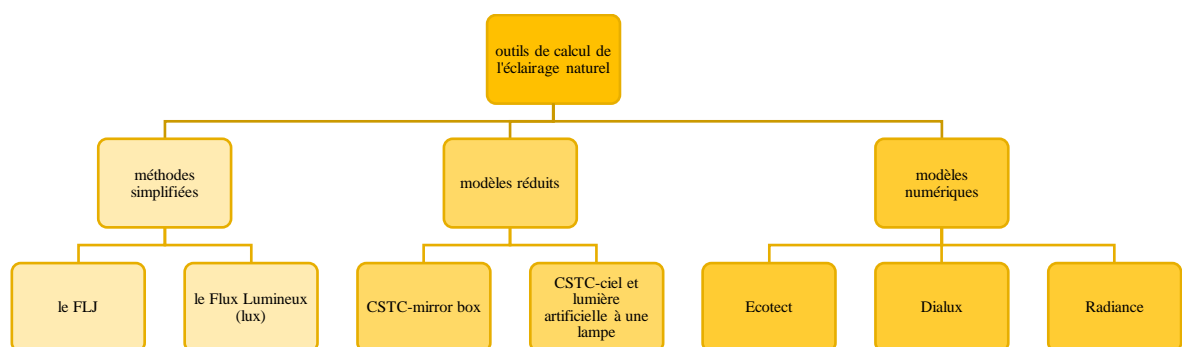 outils de calcul de
l'éclairage naturel
méthodes
simplifiées
modèles réduits
modèles
numériques
le FLJ
le Flux Lumineux
(lux)
CSTC-mirror box
CSTC-ciel et
lumière
artificielle à une
lampe
Ecotect
Dialux
Radiance